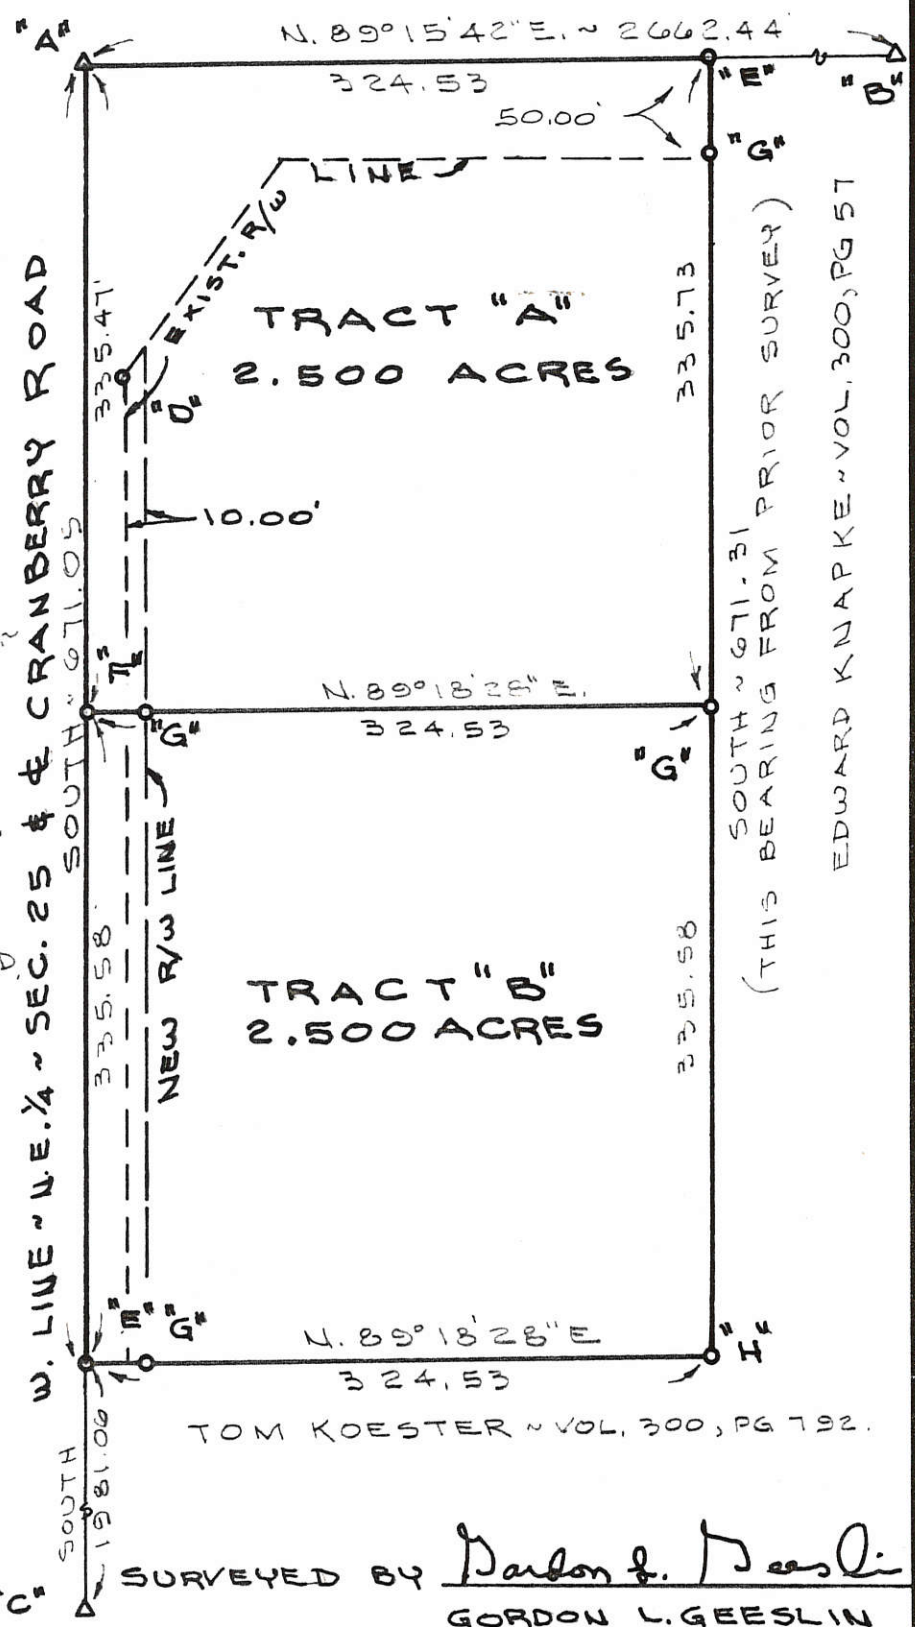 "A"
N. 89° 15' 42" E. ~ 2662.44'
324.53
"E"
"B"
50.00'
"G"
LINE
EXIST. R/W
335.47'
TRACT "A"
2.500 ACRES
335.73
"D"
10.00'
W. LINE ~ N.E. ¼ ~ SEC. 25 & ℄ CRANBERRY ROAD
SOUTH ~ 671.05
SOUTH ~ 671.31
(THIS BEARING FROM PRIOR SURVEY)
EDWARD KNAPKE ~ VOL. 300, PG 57
N. 89° 18' 28" E.
324.53
"G"
"G"
NEW R/W LINE
335.58'
TRACT "B"
2.500 ACRES
335.58
"E"
"G"
N. 89° 18' 28" E
324.53
"H"
TOM KOESTER ~ VOL. 300, PG 792.
SOUTH
1981.06
"C"
SURVEYED BY Gordon L. Geeslin
GORDON L. GEESLIN